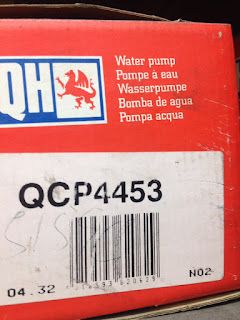 QH
Water pump
Pompe à eau
Wasserpumpe
Bomba de agua
Pompa acqua
QCP4453
04.32
N02